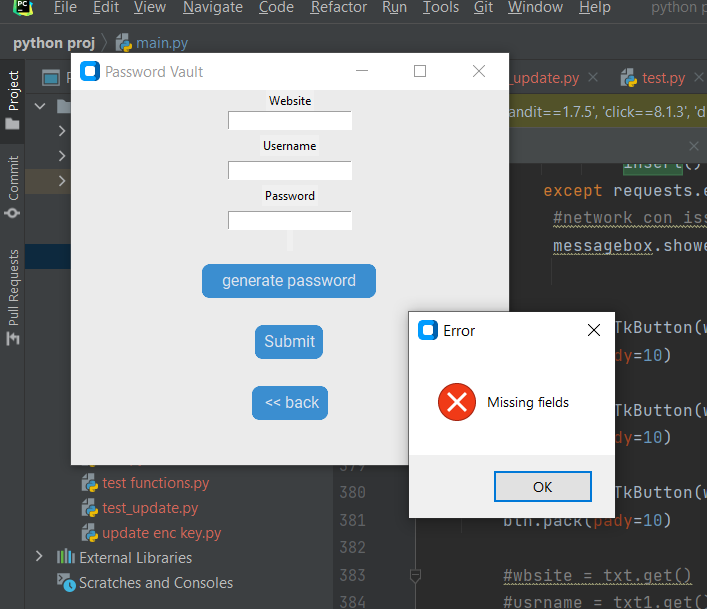 PC
File Edit View Navigate Code Refactor Run Tools Git Window Help python p
python proj main.py
Password Vault
_update.py test.py
Project
Commit
Pull Requests
andit==1.7.5', 'click==8.1.3', 'd
Website
Username
Password
generate password
Submit
<< back
insert()
except requests.e
#network con iss
messagebox.showe
TkButton(w
dy=10)
TkButton(w
dy=10)
TkButton(w
btn.pack(pady=10)
Error
Missing fields
OK
379
380
381
382
383 #wbsite = txt.get()
384 #usrname = txt1.get()
test functions.py
test_update.py
update enc key.py
External Libraries
Scratches and Consoles